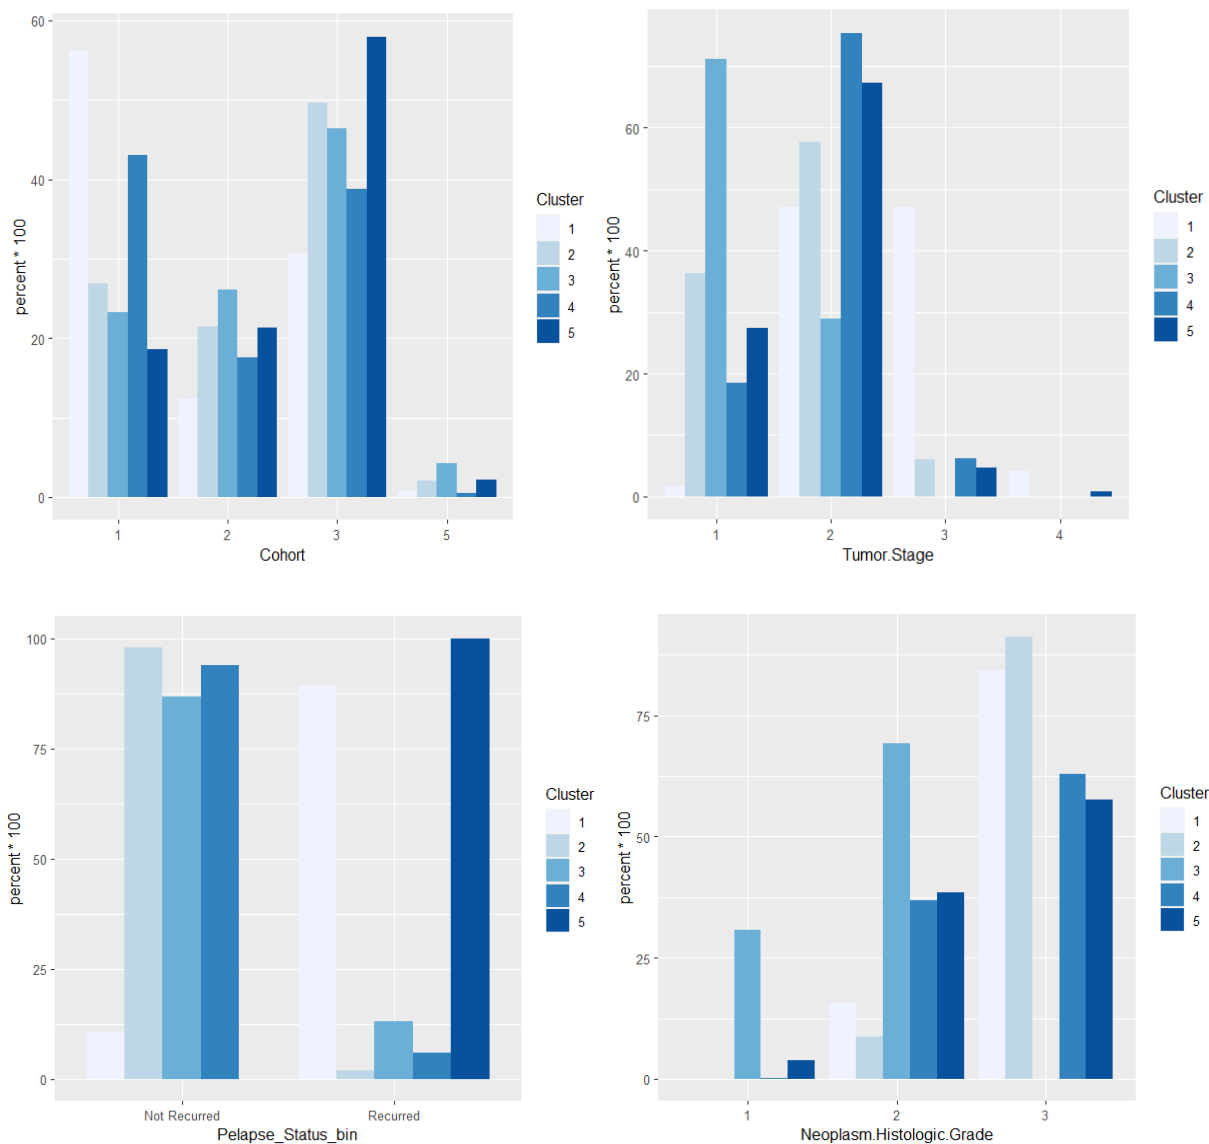 60
40
20
0
percent * 100
1 2 3 5
Cohort
Cluster
1
2
3
4
5
60
40
20
0
percent * 100
1 2 3 4
Tumor.Stage
Cluster
1
2
3
4
5
100
75
50
25
0
percent * 100
Not Recurred Recurred
Pelapse_Status_bin
Cluster
1
2
3
4
5
75
50
25
0
percent * 100
1 2 3
Neoplasm.Histologic.Grade
Cluster
1
2
3
4
5